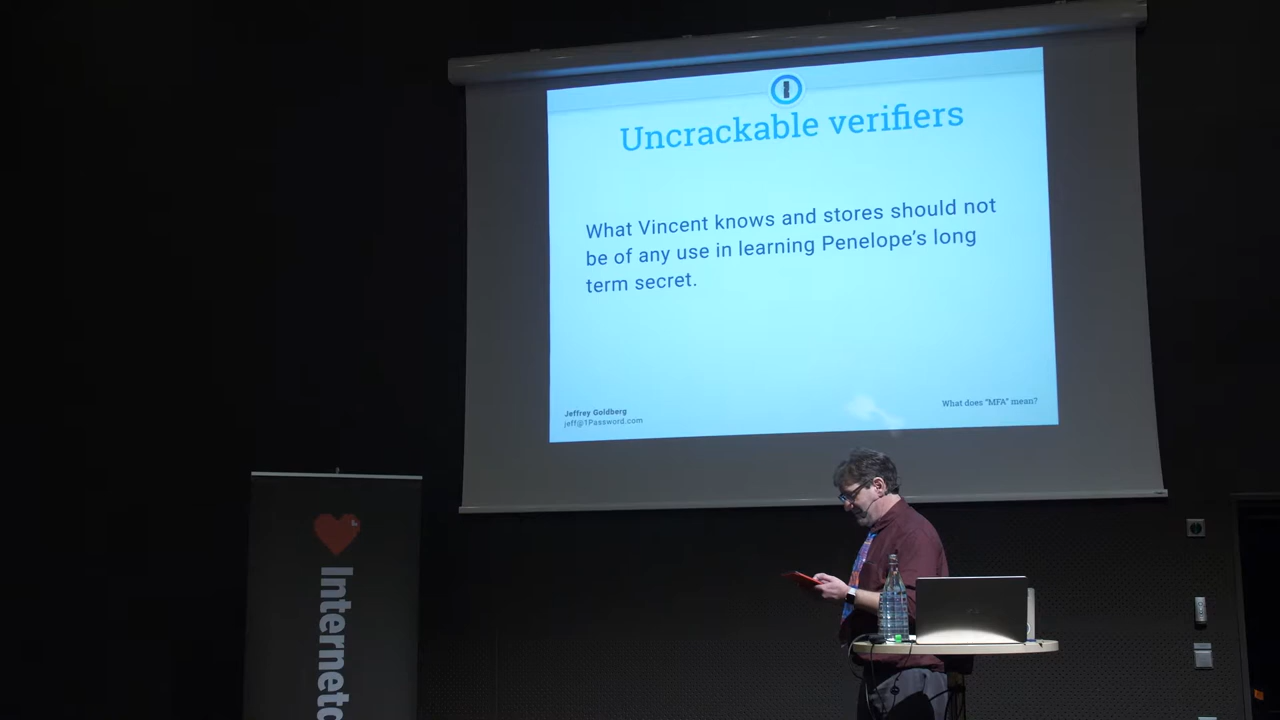 Uncrackable verifiers
What Vincent knows and stores should not
be of any use in learning Penelope’s long
term secret.
Jeffrey Goldberg
jeff@1Password.com
What does “MFA” mean?